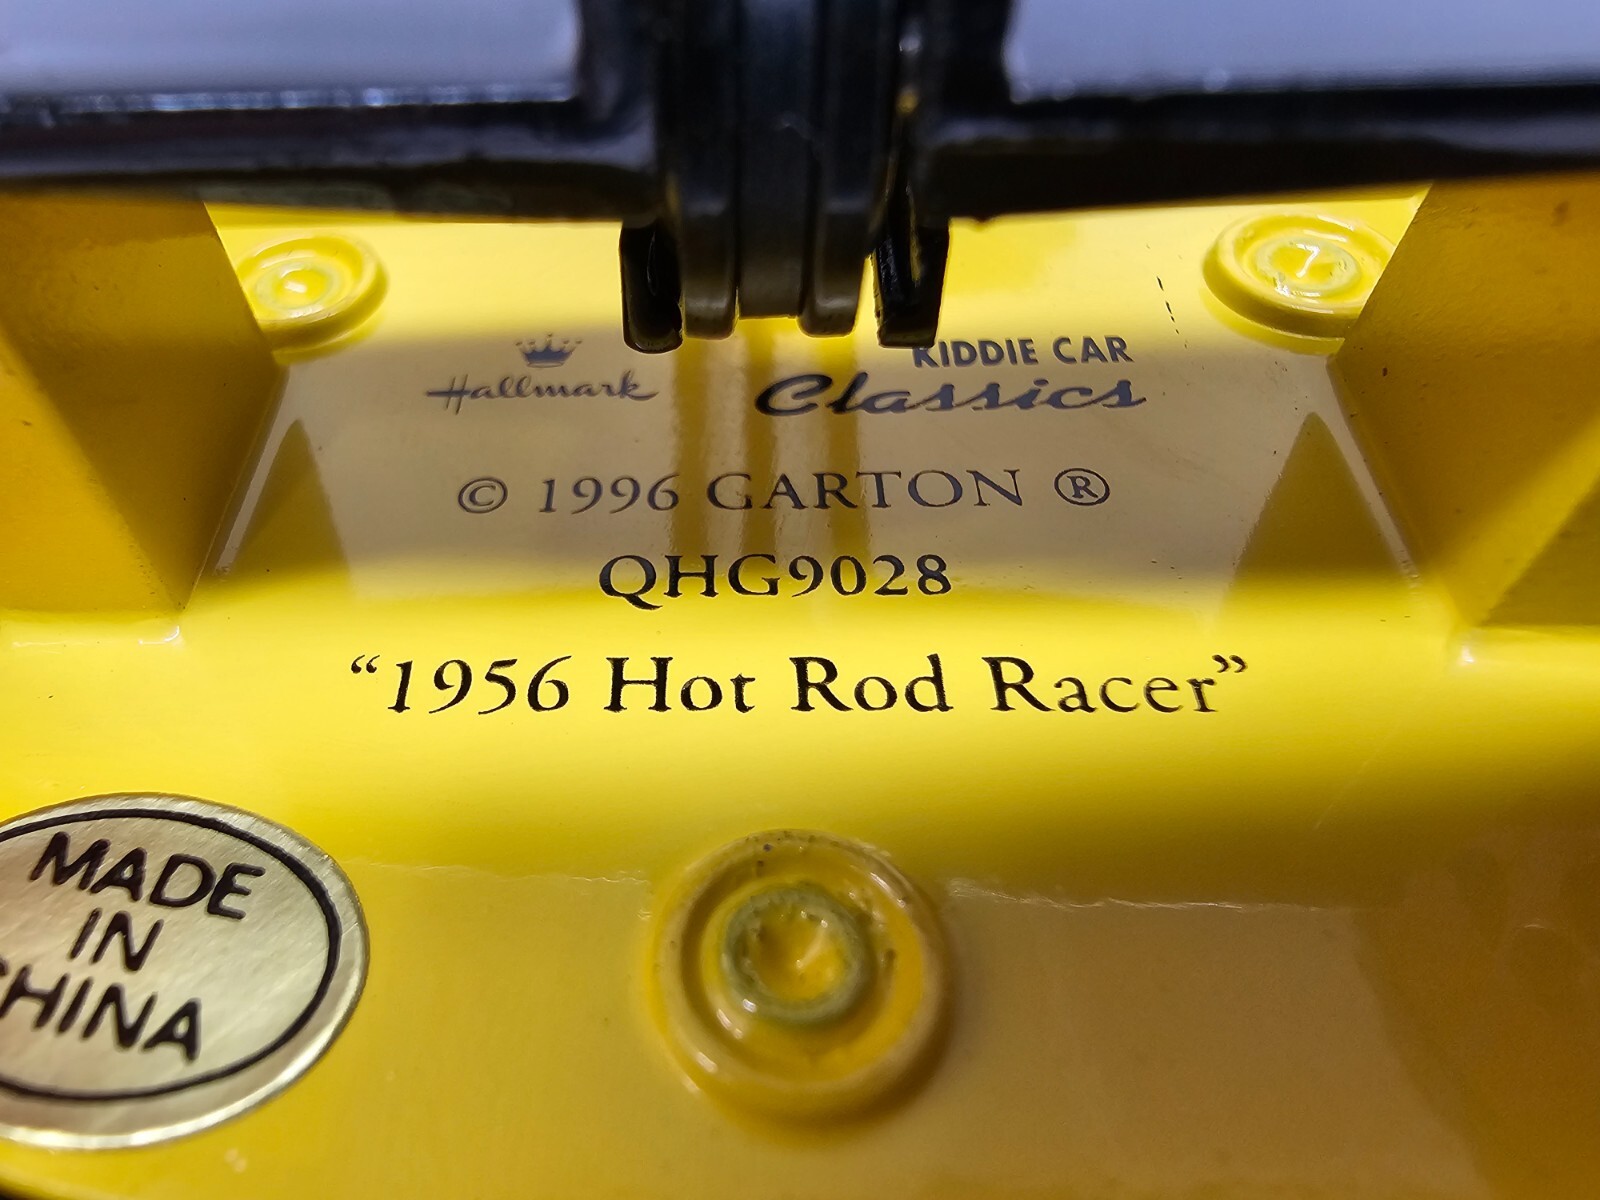 Hallmark
KIDDIE CAR
Classics
© 1996 GARTON ®
QHG9028
“1956 Hot Rod Racer”
MADE
IN
CHINA